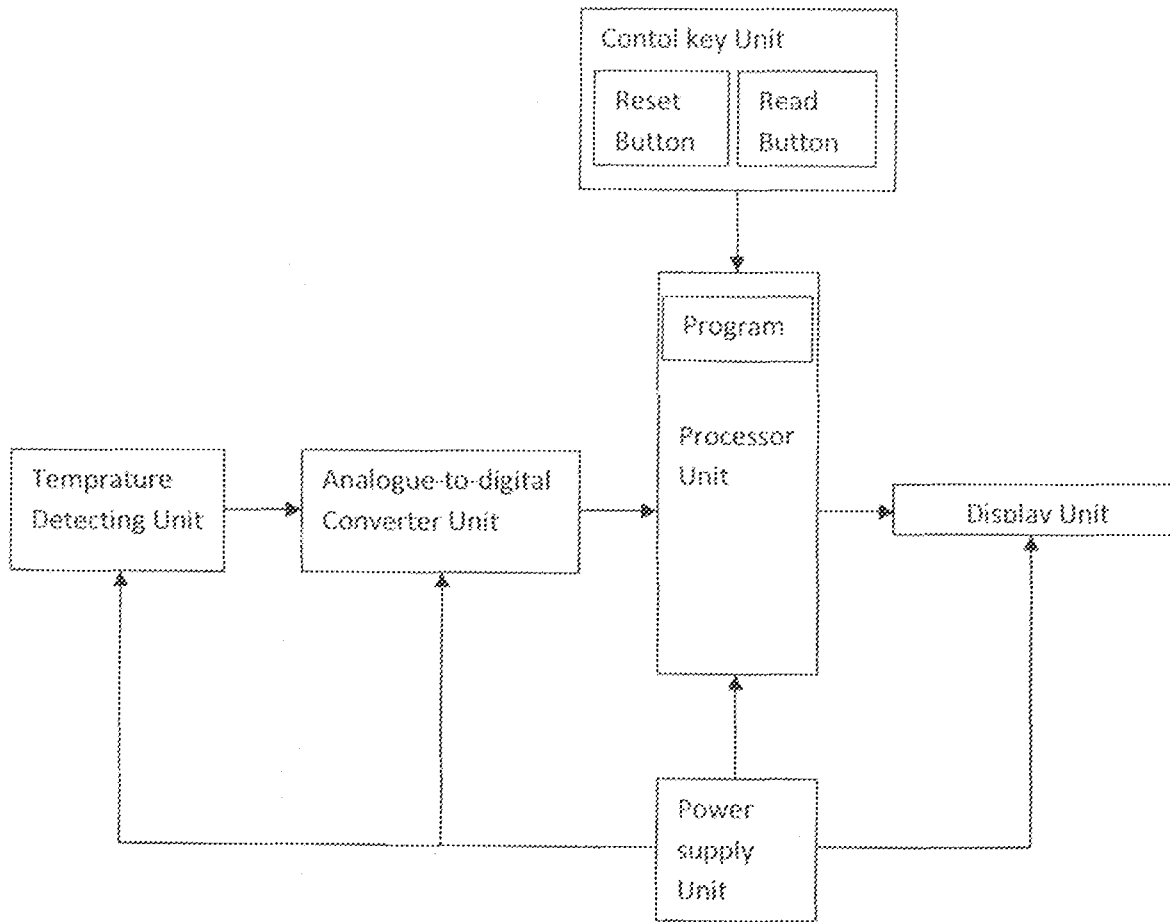 Contol key Unit
Reset
Button
Read
Button
Program
Processor
Unit
Temprature
Detecting Unit
Analogue-to-digital
Converter Unit
Display Unit
Power
supply
Unit